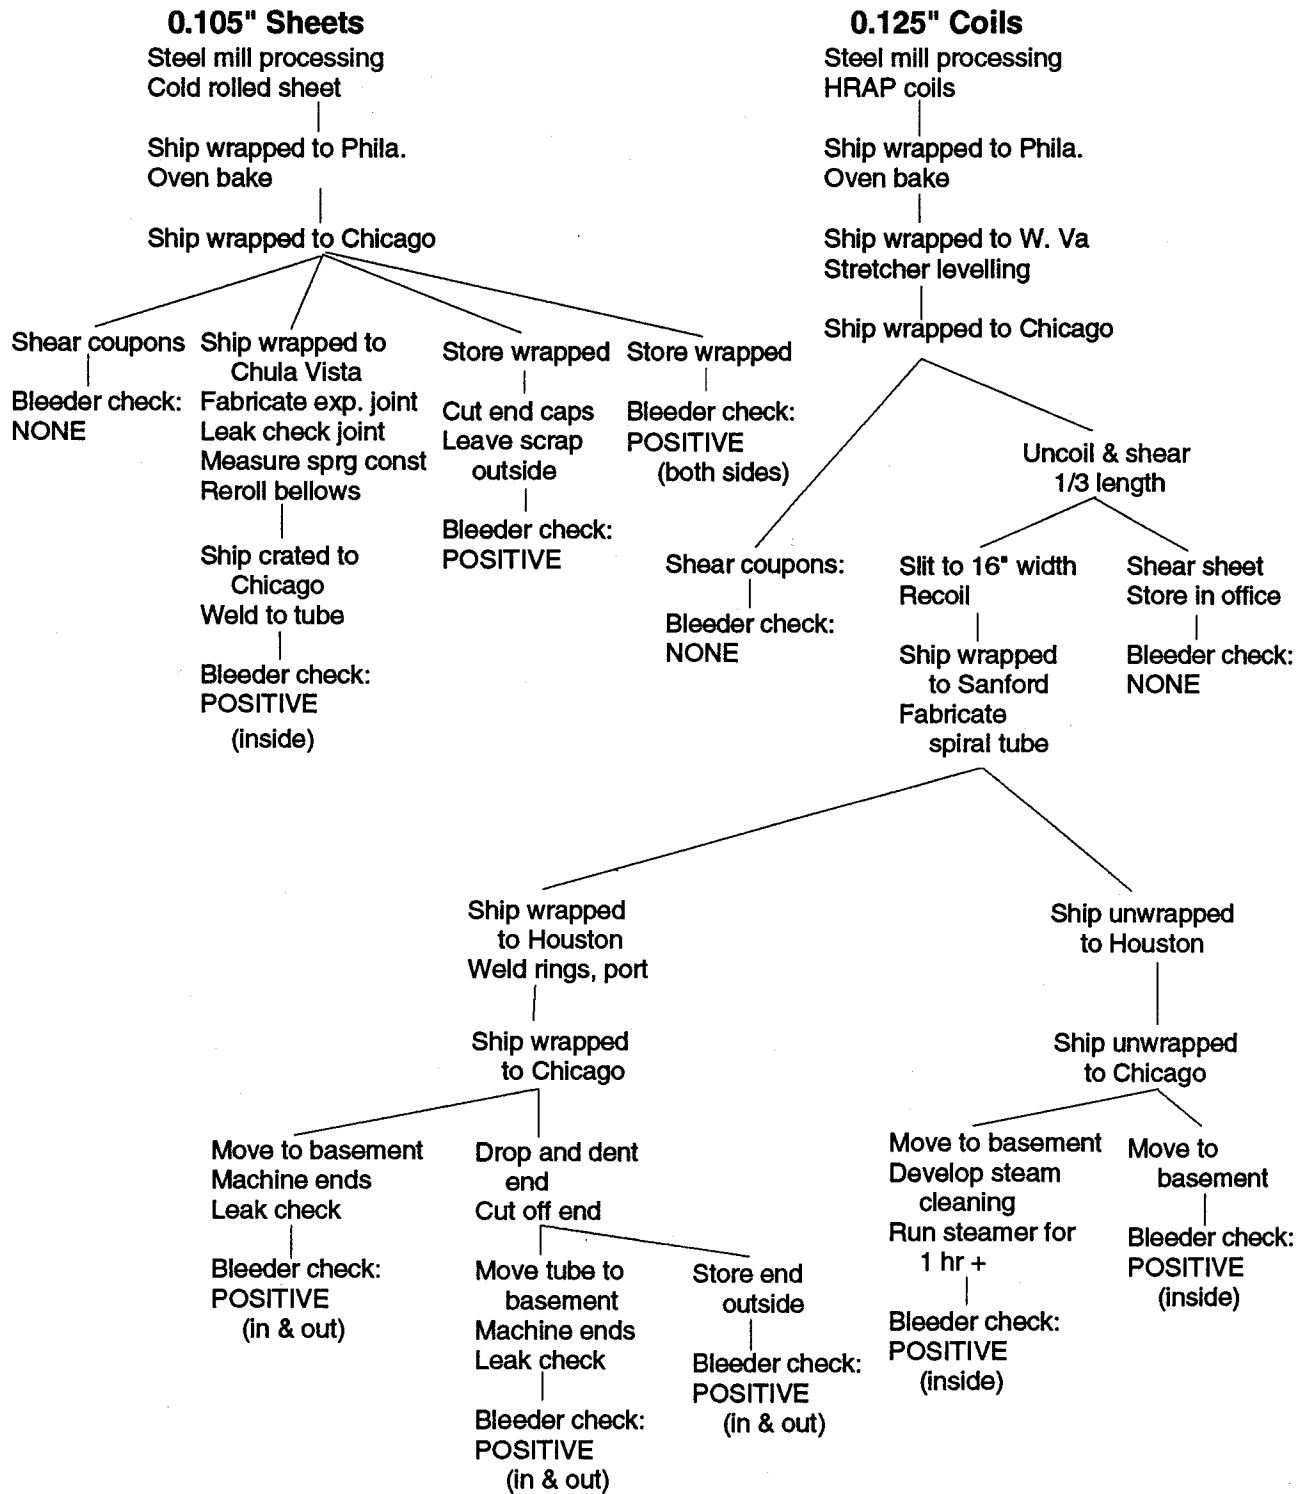 0.105" Sheets
Steel mill processing
Cold rolled sheet
Ship wrapped to Phila.
Oven bake
Ship wrapped to Chicago
Shear coupons
Bleeder check:
NONE
Ship wrapped to
Chula Vista
Fabricate exp. joint
Leak check joint
Measure sprg const
Reroll bellows
Ship crated to
Chicago
Weld to tube
Bleeder check:
POSITIVE
(inside)
Store wrapped
Cut end caps
Leave scrap
outside
Bleeder check:
POSITIVE
Store wrapped
Bleeder check:
POSITIVE
(both sides)
0.125" Coils
Steel mill processing
HRAP coils
Ship wrapped to Phila.
Oven bake
Ship wrapped to W. Va
Stretcher levelling
Ship wrapped to Chicago
Shear coupons:
Bleeder check:
NONE
Uncoil & shear
1/3 length
Slit to 16" width
Recoil
Ship wrapped
to Sanford
Fabricate
spiral tube
Shear sheet
Store in office
Bleeder check:
NONE
Ship wrapped
to Houston
Weld rings, port
Ship wrapped
to Chicago
Move to basement
Machine ends
Leak check
Bleeder check:
POSITIVE
(in & out)
Drop and dent
end
Cut off end
Move tube to
basement
Machine ends
Leak check
Bleeder check:
POSITIVE
(in & out)
Store end
outside
Bleeder check:
POSITIVE
(in & out)
Ship unwrapped
to Houston
Ship unwrapped
to Chicago
Move to basement
Develop steam
cleaning
Run steamer for
1 hr +
Bleeder check:
POSITIVE
(inside)
Move to
basement
Bleeder check:
POSITIVE
(inside)